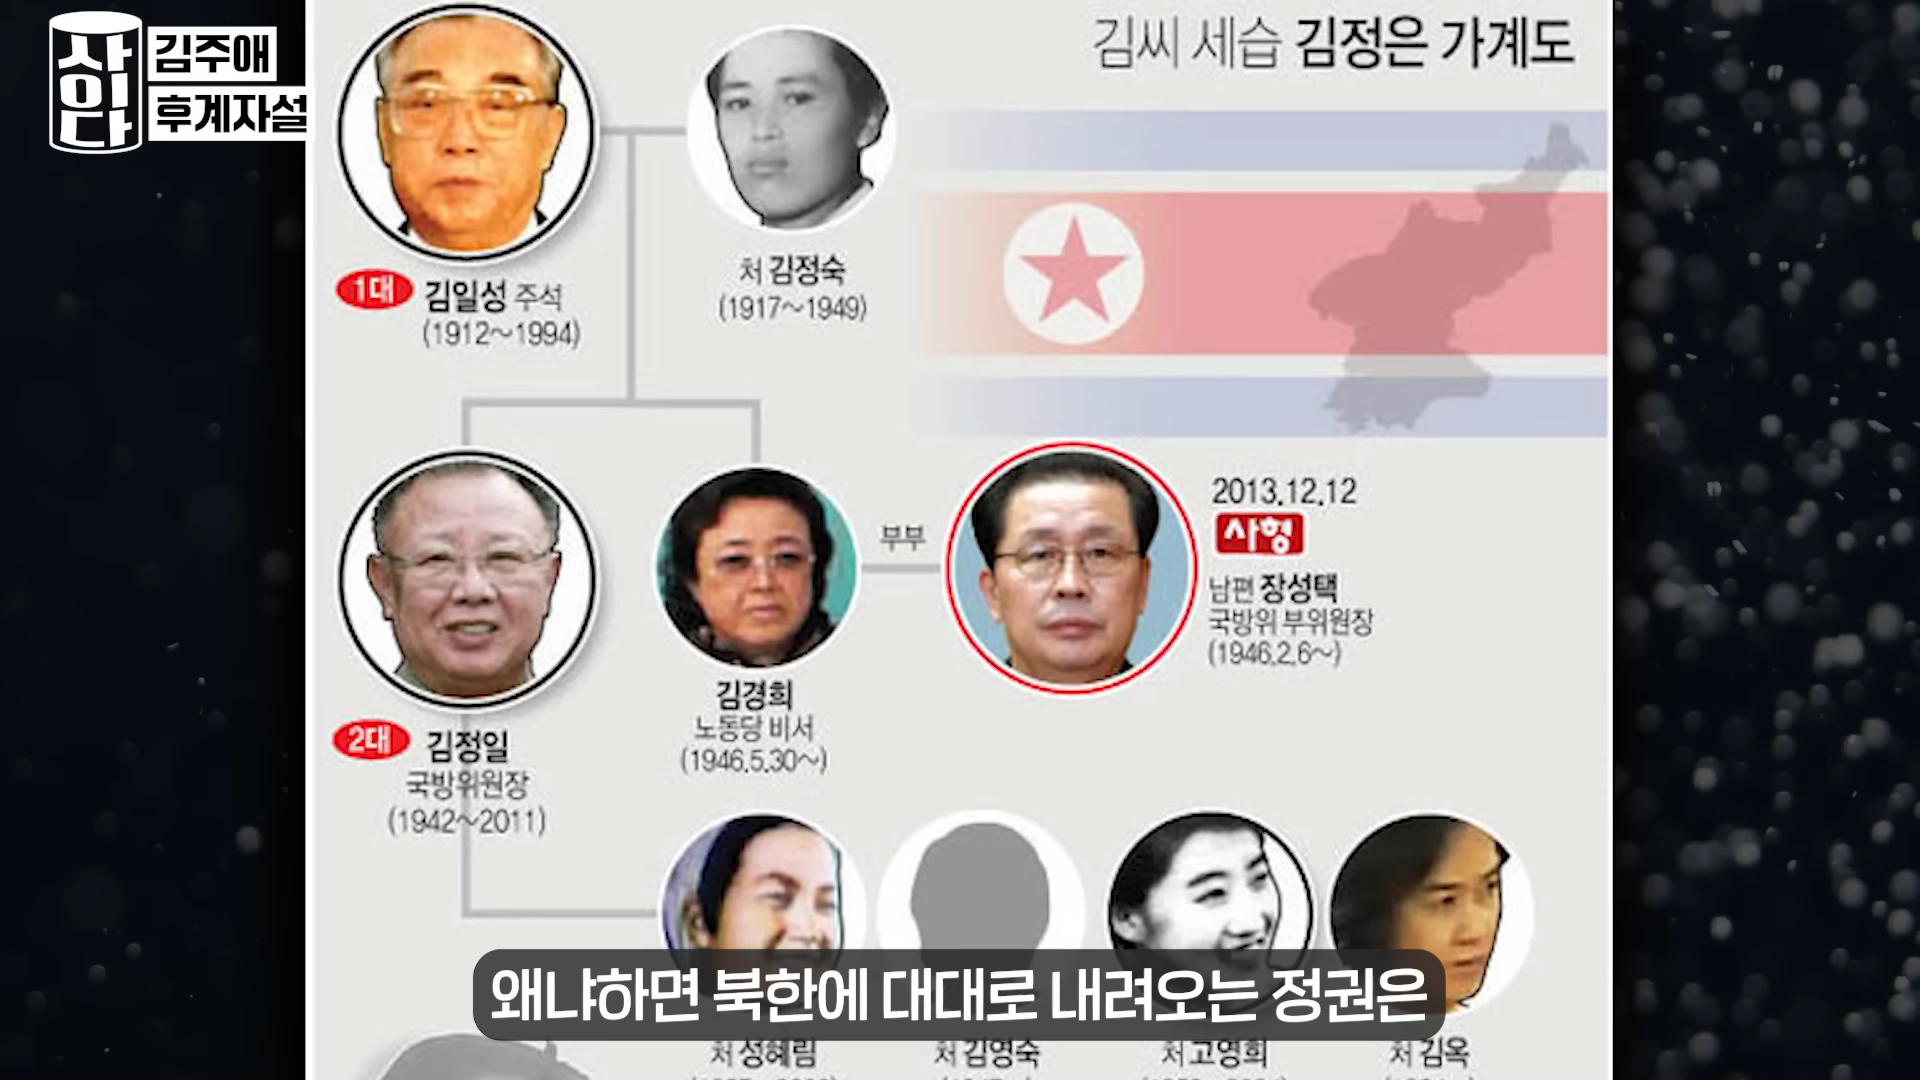 사인다
김주애
후계자설
김씨 세습 김정은 가계도
처 김정숙
(1917~1949)
1대 김일성 주석
(1912~1994)
부부
2013.12.12
사형
남편 장성택
국방위 부위원장
(1946.2.6~)
김경희
노동당 비서
(1946.5.30~)
2대 김정일
국방위원장
(1942~2011)
왜냐하면 북한에 대대로 내려오는 정권은
처 성혜림
처 김영숙
처 고영희
처 김옥